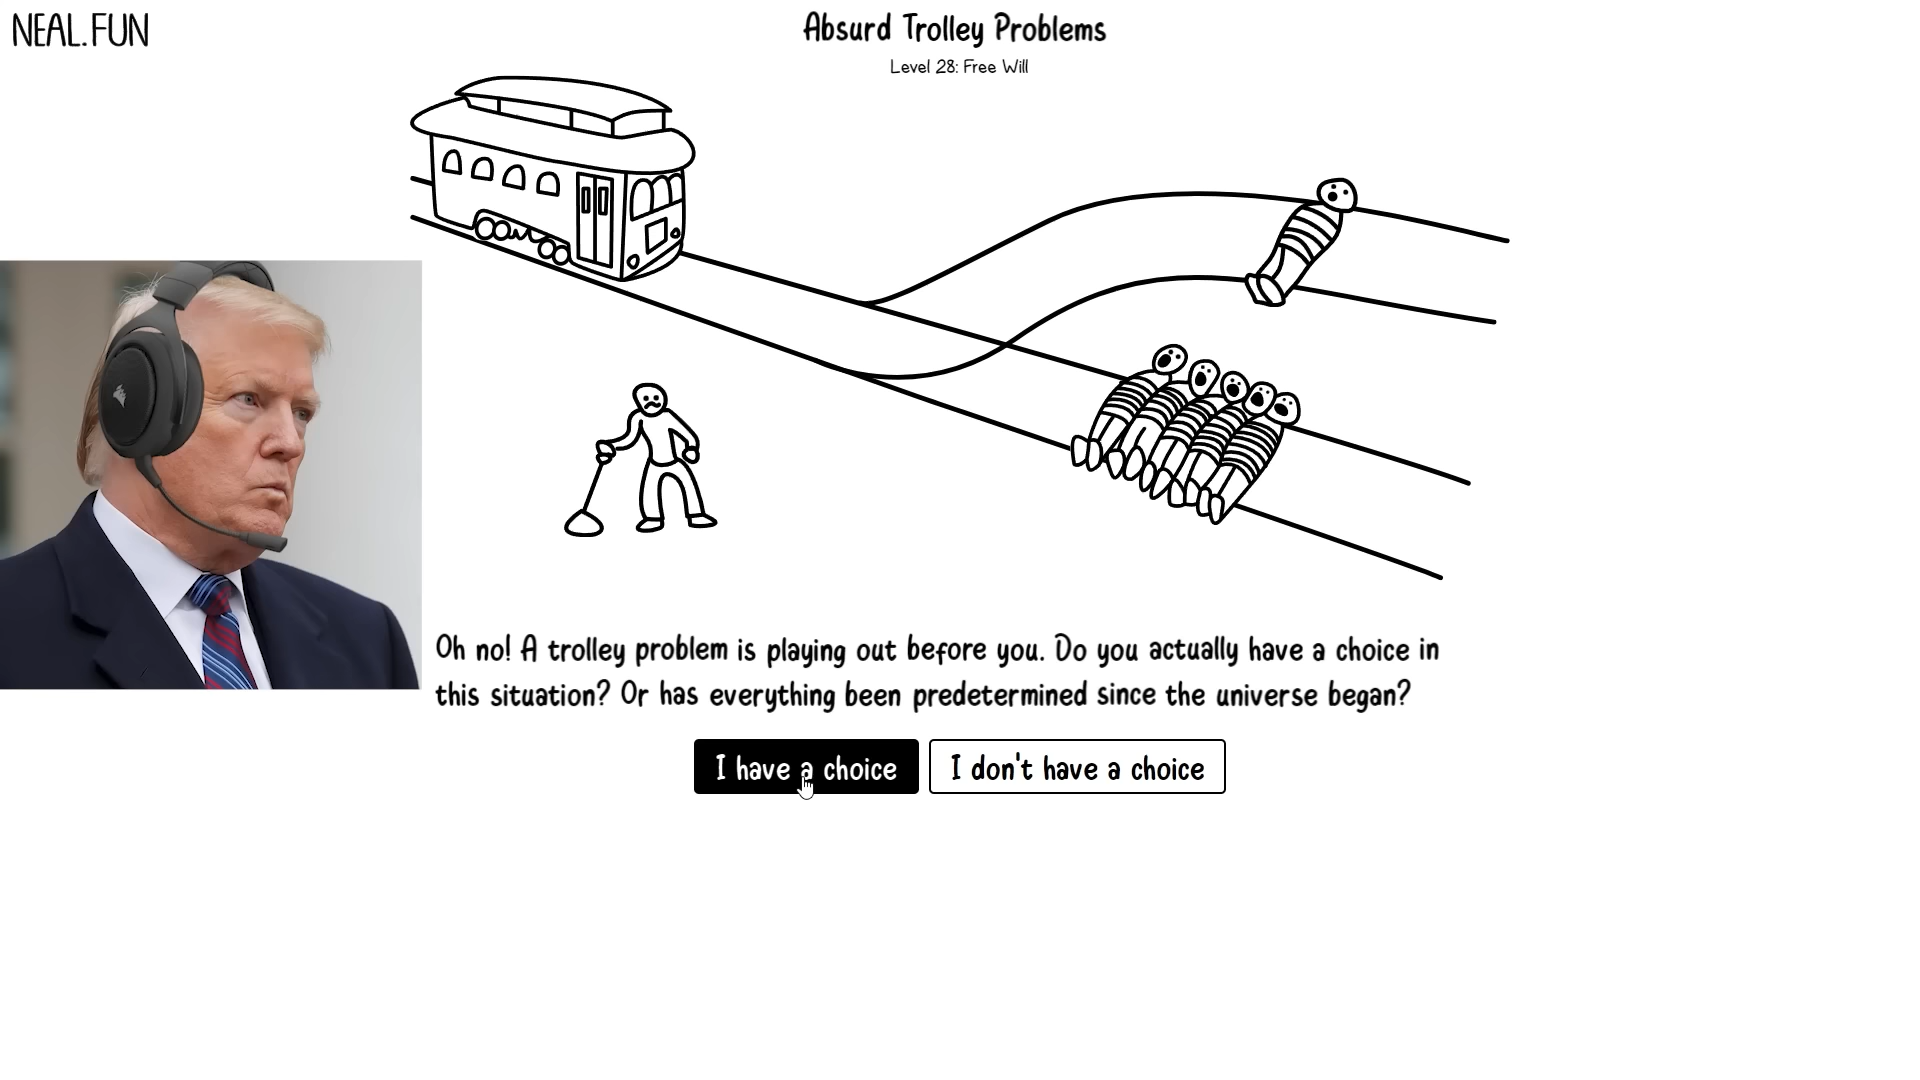 NEAL.FUN
Absurd Trolley Problems
Level 28: Free Will
Oh no! A trolley problem is playing out before you. Do you actually have a choice in
this situation? Or has everything been predetermined since the universe began?
I have a choice
I don't have a choice